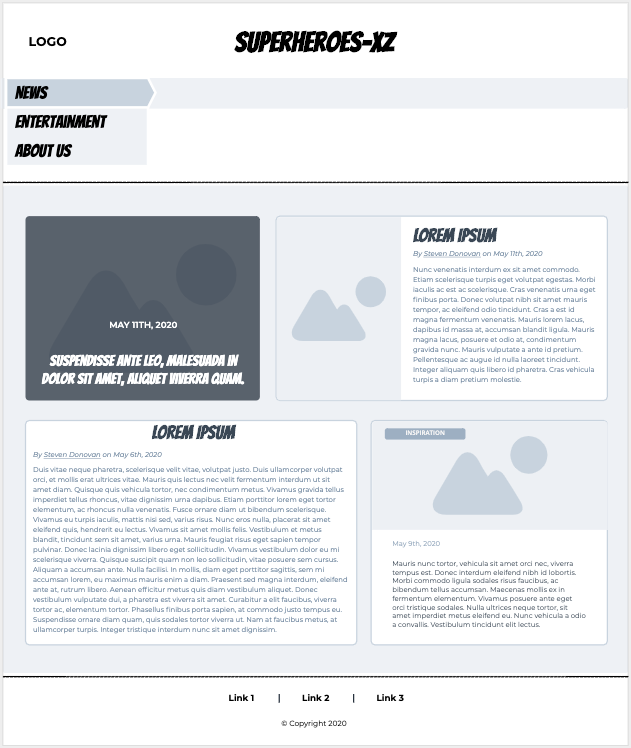 LOGO
SUPERHEROES-XZ
NEWS
ENTERTAINMENT
ABOUT US
MAY 11TH, 2020
SUSPENDISSE ANTE LEO, MALESUADA IN
DOLOR SIT AMET, ALIQUET VIVERRA QUAM.
LOREM IPSUM
By Steven Donovan on May 11th, 2020
Nunc venenatis interdum ex sit amet commodo.
Etiam scelerisque turpis eget volutpat egestas. Morbi
iaculis ac est ac scelerisque. Cras venenatis urna eget
finibus porta. Donec volutpat nibh sit amet mauris
tempor, ac eleifend odio tincidunt. Cras a est id
magna fermentum venenatis. Mauris lorem lacus,
dapibus id massa at, accumsan blandit ligula. Mauris
magna lacus, posuere et odio at, condimentum
gravida nunc. Mauris vulputate a ante id pretium.
Pellentesque ac augue id nulla laoreet tincidunt.
Integer aliquam quis libero id pharetra. Cras vehicula
turpis a diam pretium molestie.
LOREM IPSUM
By Steven Donovan on May 6th, 2020
Duis vitae neque pharetra, scelerisque velit vitae, volutpat justo. Duis ullamcorper volutpat
orci, et mollis erat ultrices vitae. Mauris quis lectus nec velit fermentum interdum ut sit
amet diam. Quisque quis vehicula tortor, nec condimentum metus. Vivamus gravida tellus
imperdiet tellus rhoncus, vitae dignissim urna dapibus. Etiam porttitor lorem et tempor
elementum, ac rhoncus nulla venenatis. Fusce ornare diam ut bibendum scelerisque.
Vivamus eu turpis iaculis, mattis nisi sed, varius risus. Nunc eros nulla, placerat sit amet
eleifend quis, hendrerit eu lectus. Vivamus sit amet mollis felis. Vestibulum et metus
blandit, tincidunt sem sit amet, varius urna. Mauris feugiat risus eget sapien tempor
pulvinar. Donec lacinia dignissim libero eget sollicitudin. Vivamus vestibulum dolor eu mi
scelerisque viverra. Quisque suscipit quam non leo sollicitudin, vitae posuere sem cursus.
Aliquam a accumsan ante. Nulla facilisi. In mollis, diam eget porttitor sagittis, sem mi
accumsan lorem, eu maximus mauris enim a diam. Praesent sed magna interdum, eleifend
ante at, rutrum libero. Aenean efficitur metus quis diam vestibulum aliquet. Donec
vestibulum vulputate dui, a pharetra est viverra sit amet. Curabitur a elit faucibus, viverra
tortor ac, elementum tortor. Phasellus finibus porta sapien, at commodo justo tempus eu.
Suspendisse ornare diam quam, quis sodales tortor viverra ut. Nam at faucibus metus, at
ullamcorper turpis. Integer tristique interdum nunc sit amet dignissim.
INSPIRATION
May 9th, 2020
Mauris nunc tortor, vehicula sit amet orci nec, viverra
tempus est. Donec interdum eleifend nibh id lobortis.
Morbi commodo ligula sodales risus faucibus, ac
bibendum tellus accumsan. Maecenas mollis ex in
fermentum elementum. Vivamus posuere ante eget
orci tristique sodales. Nulla ultrices neque tortor, sit
amet imperdiet metus eleifend eu. Nunc vehicula a odio
a convallis. Vestibulum tincidunt elit lectus.
Link 1 | Link 2 | Link 3
© Copyright 2020